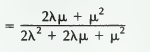 = 2λμ + μ²
2λ² + 2λμ + μ²